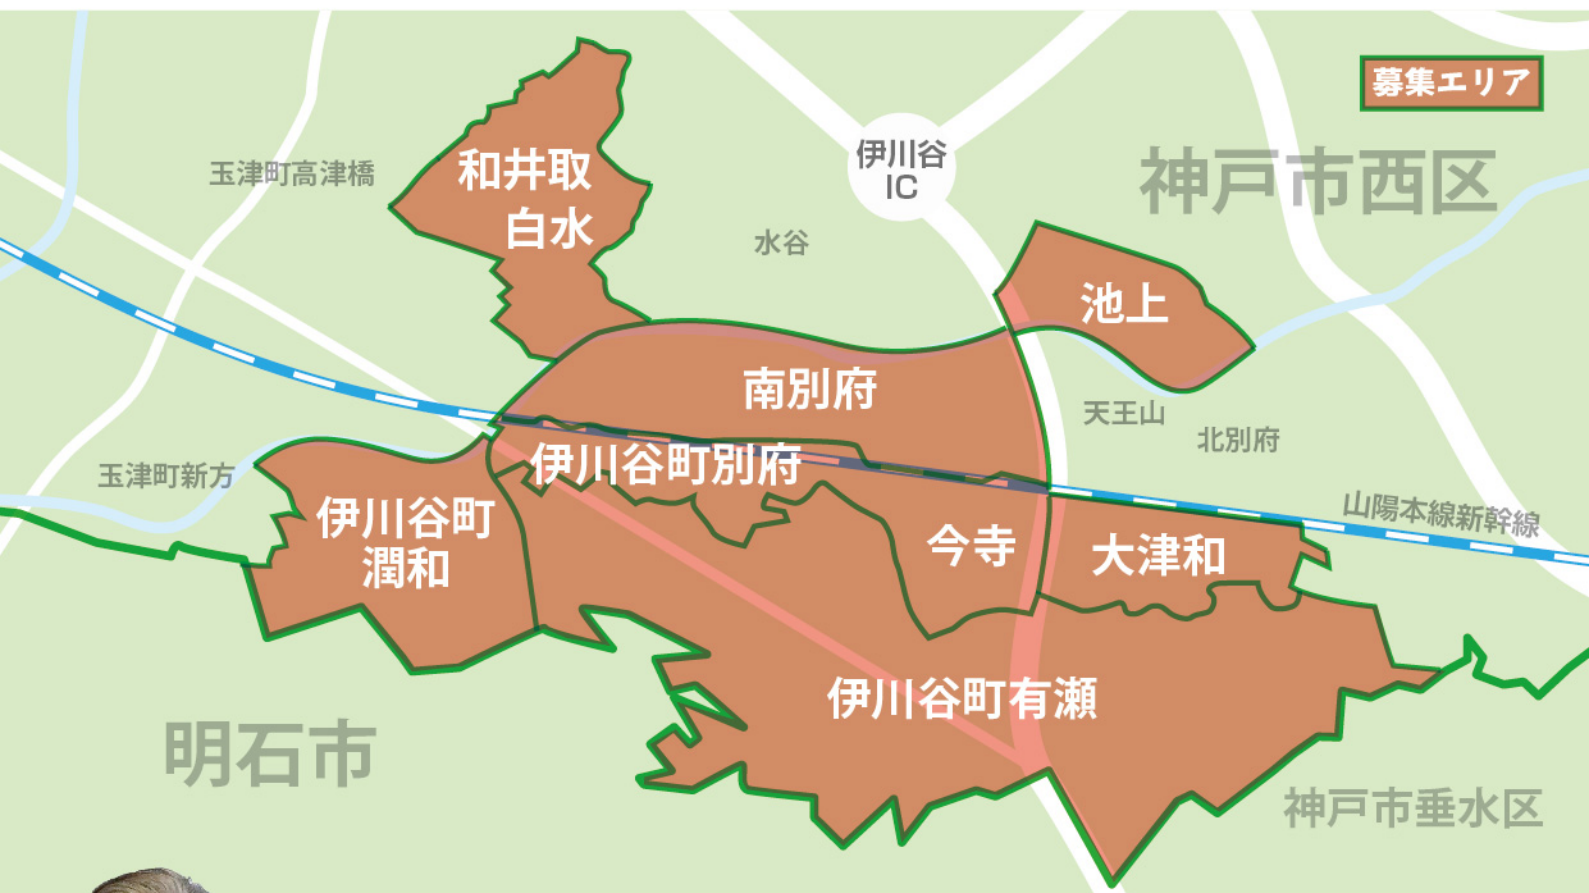 募集エリア
伊川谷
IC
神戸市西区
玉津町高津橋
和井取
白水
水谷
池上
南別府
天王山
北別府
伊川谷町別府
玉津町新方
山陽本線新幹線
伊川谷町
潤和
今寺
大津和
伊川谷町有瀬
明石市
神戸市垂水区